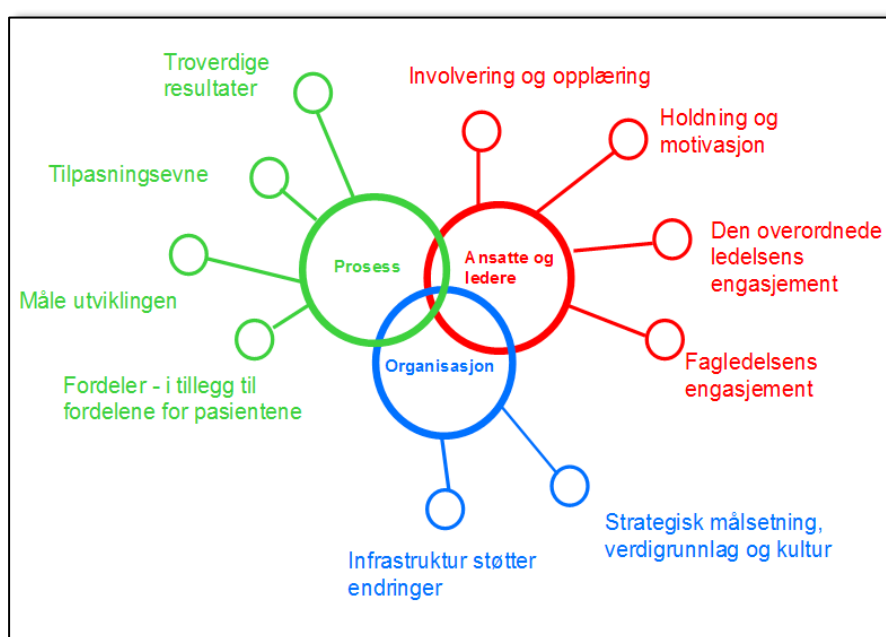 Troverdige
resultater
Involvering og opplæring
Holdning og
motivasjon
Tilpasningsevne
Den overordnede
ledelsens
engasjement
Prosess
Ansatte og
ledere
Måle utviklingen
Fagledelsens
engasjement
Organisasjon
Fordeler - i tillegg til
fordelene for pasientene
Strategisk målsetning,
verdigrunnlag og kultur
Infrastruktur støtter
endringer